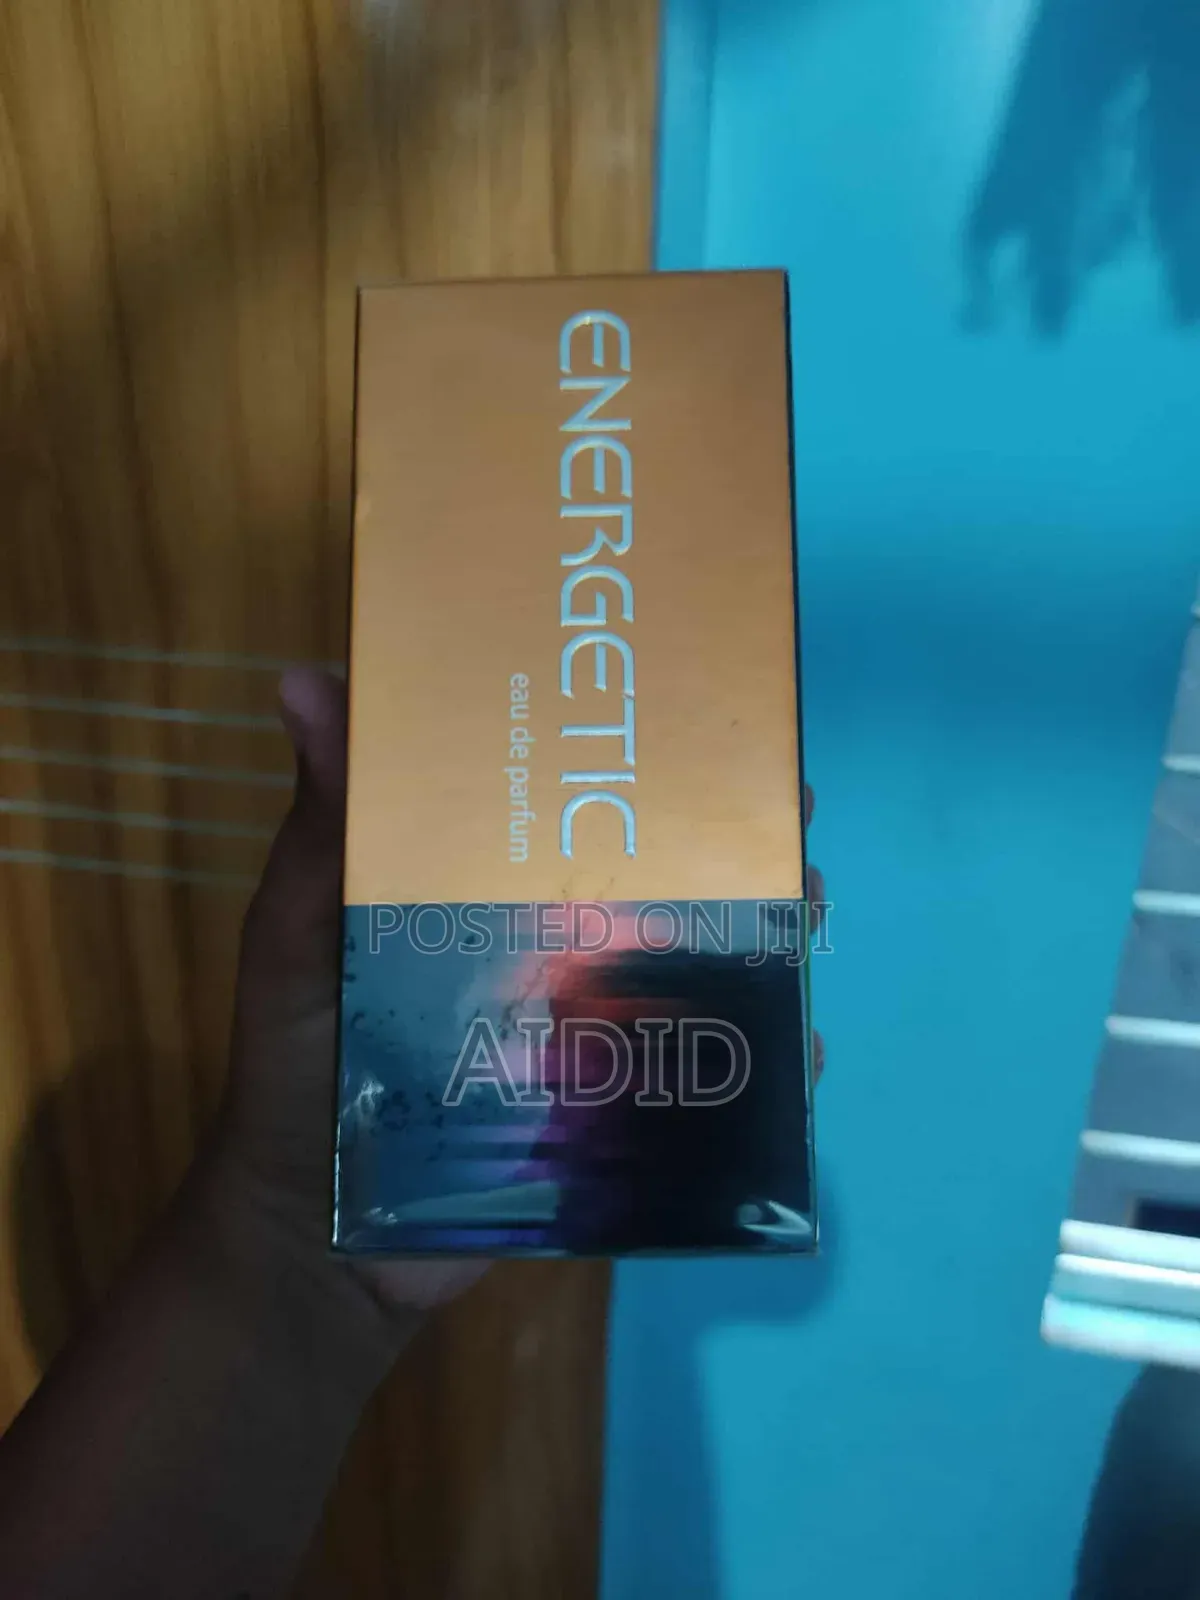 ENERGETIC
eau de parfum
POSTED ON JIJI
AIDID